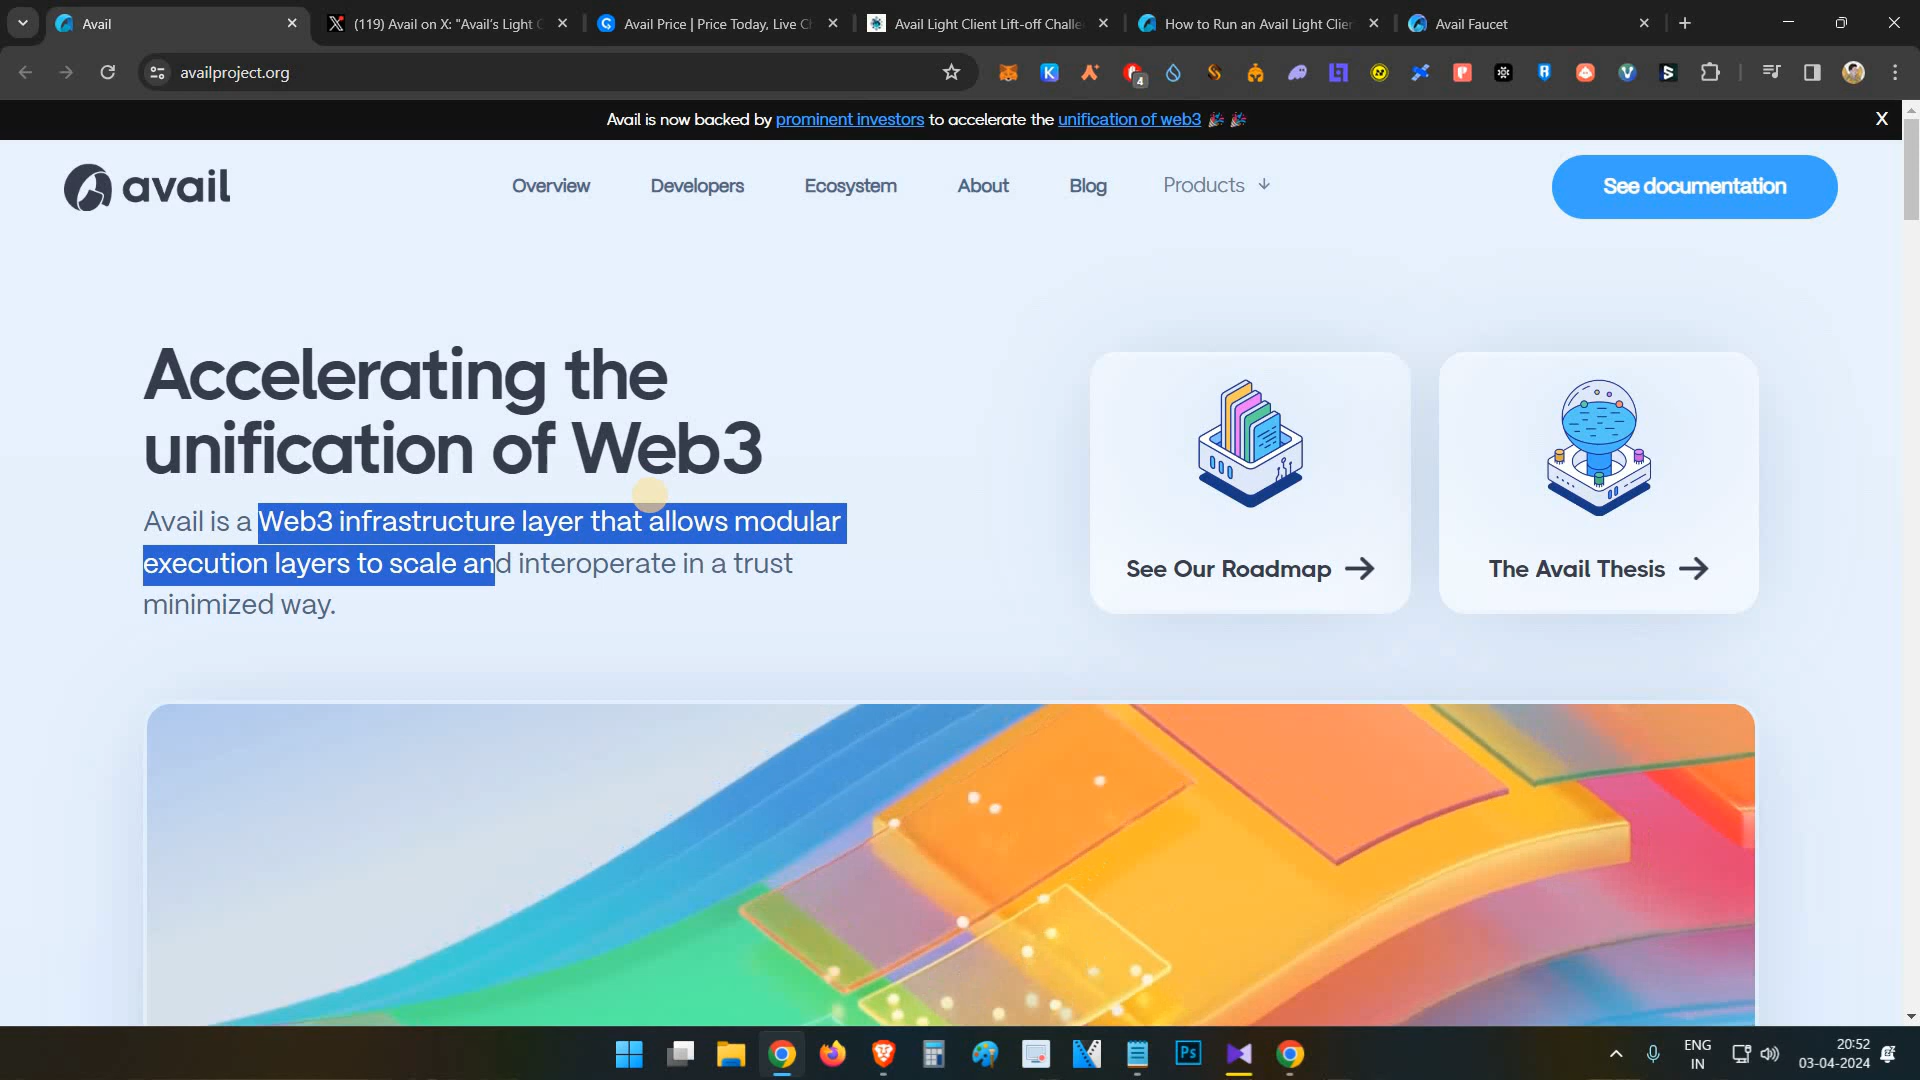 Avail
(119) Avail on X: "Avail's Light C
Avail Price | Price Today, Live Ch
Avail Light Client Lift-off Challe
How to Run an Avail Light Clien
Avail Faucet
availproject.org
4
Avail is now backed by prominent investors to accelerate the unification of web3 🎉 🎉
X
avail
Overview
Developers
Ecosystem
About
Blog
Products
See documentation
Accelerating the
unification of Web3
Avail is a Web3 infrastructure layer that allows modular
execution layers to scale and interoperate in a trust
minimized way.
See Our Roadmap
The Avail Thesis
ENG
IN
20:52
03-04-2024